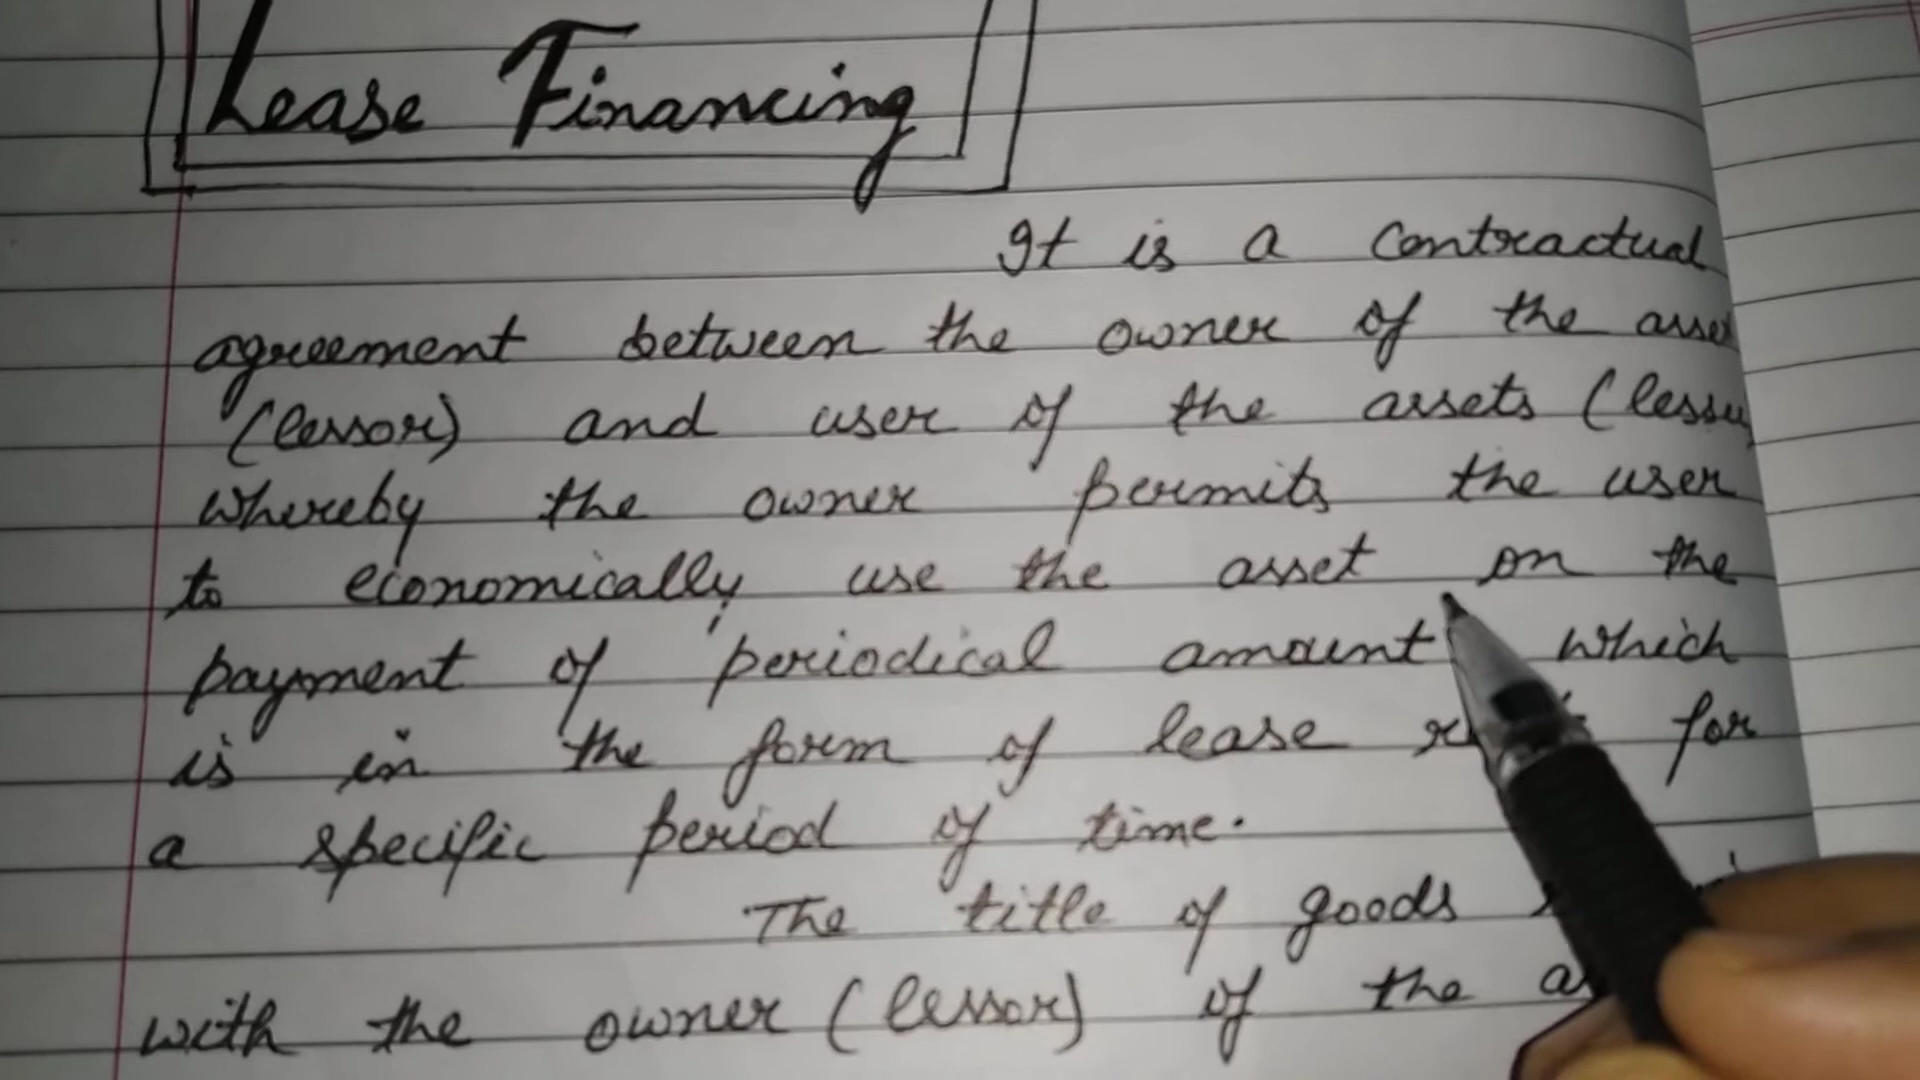 Lease Financing
It is a contractual
agreement between the owner of the asset
(lessor) and user of the assets (lesse
whereby the owner permits the user
to economically use the asset on the
payment of periodical amount which
is in the form of lease for
a specific period of time.
The title of goods
with the owner (lessor) of the